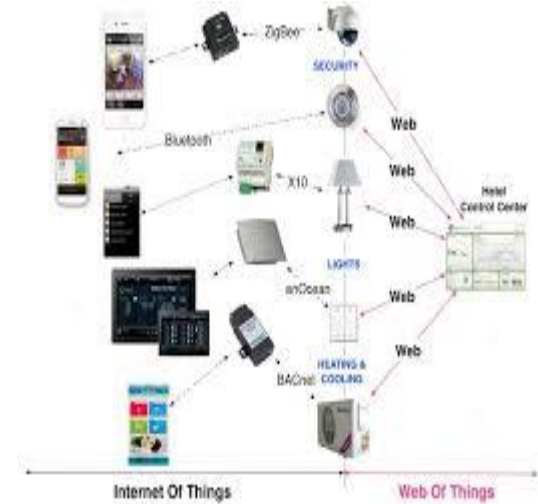 ZigBee
SECURITY
Web
Bluetooth
Web
Hotel
Control Center
X10
Web
LIGHTS
enOcean
Web
HEATING &
COOLING
Web
BACnet
Internet Of Things
Web Of Things